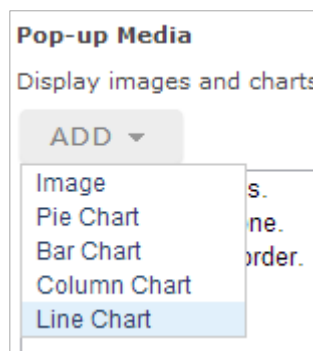 Pop-up Media
Display images and charts
ADD
Image
s.
Pie Chart
ne.
Bar Chart
order.
Column Chart
Line Chart